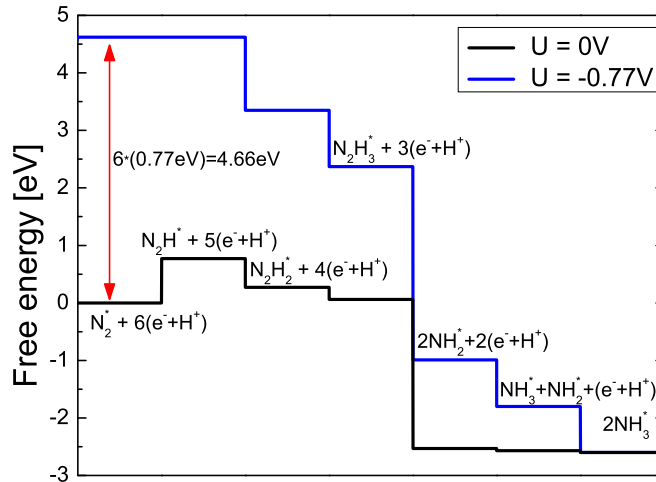 5
4
3
2
1
0
-1
-2
-3
Free energy [eV]
U = 0V
U = -0.77V
6*(0.77eV)=4.66eV
N₂H₃* + 3(e⁻+H⁺)
N₂H* + 5(e⁻+H⁺)
N₂H₂* + 4(e⁻+H⁺)
N₂* + 6(e⁻+H⁺)
2NH₂*+2(e⁻+H⁺)
NH₃*+NH₂*+(e⁻+H⁺)
2NH₃*